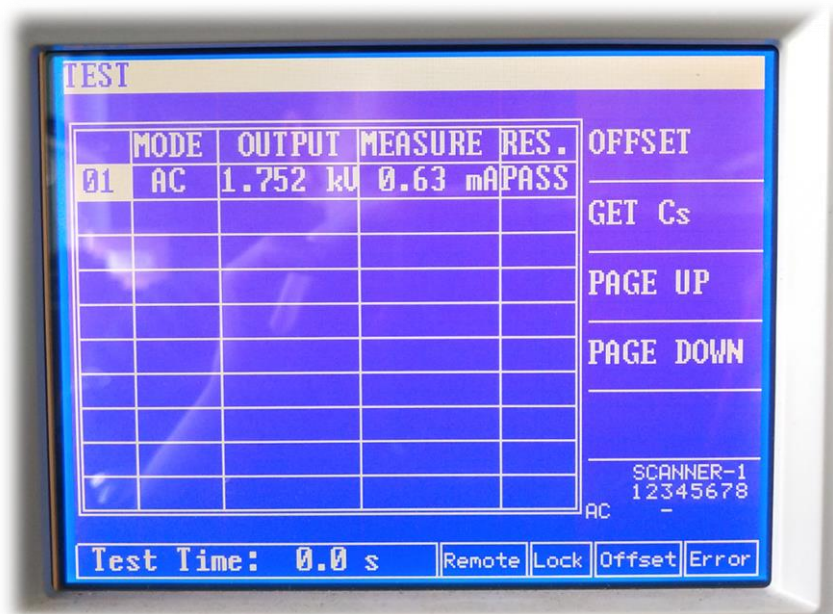 TEST
MODE OUTPUT MEASURE RES.
01 AC 1.752 kV 0.63 mA PASS
OFFSET
GET Cs
PAGE UP
PAGE DOWN
SCANNER-1
12345678
AC -
Test Time: 0.0 s Remote Lock Offset Error